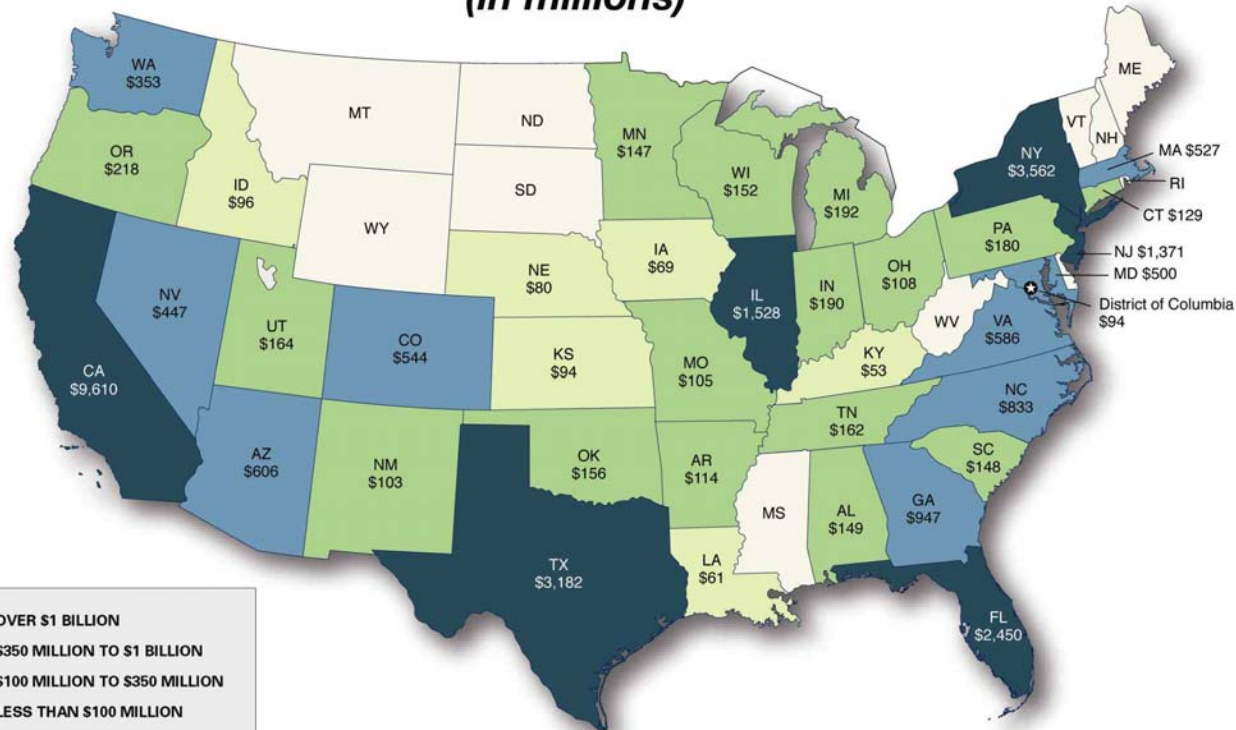 (in millions)
WA
$353
MT
ND
MN
$147
ME
VT
NH
OR
$218
ID
$96
SD
WI
$152
MI
$192
NY
$3,562
MA $527
RI
CT $129
WY
IA
$69
PA
$180
NJ $1,371
MD $500
NV
$447
NE
$80
IL
$1,528
IN
$190
OH
$108
District of Columbia
$94
UT
$164
CO
$544
WV
VA
$586
CA
$9,610
KS
$94
MO
$105
KY
$53
NC
$833
AZ
$606
NM
$103
OK
$156
AR
$114
TN
$162
SC
$148
MS
AL
$149
GA
$947
TX
$3,182
LA
$61
FL
$2,450
OVER $1 BILLION
$350 MILLION TO $1 BILLION
$100 MILLION TO $350 MILLION
LESS THAN $100 MILLION